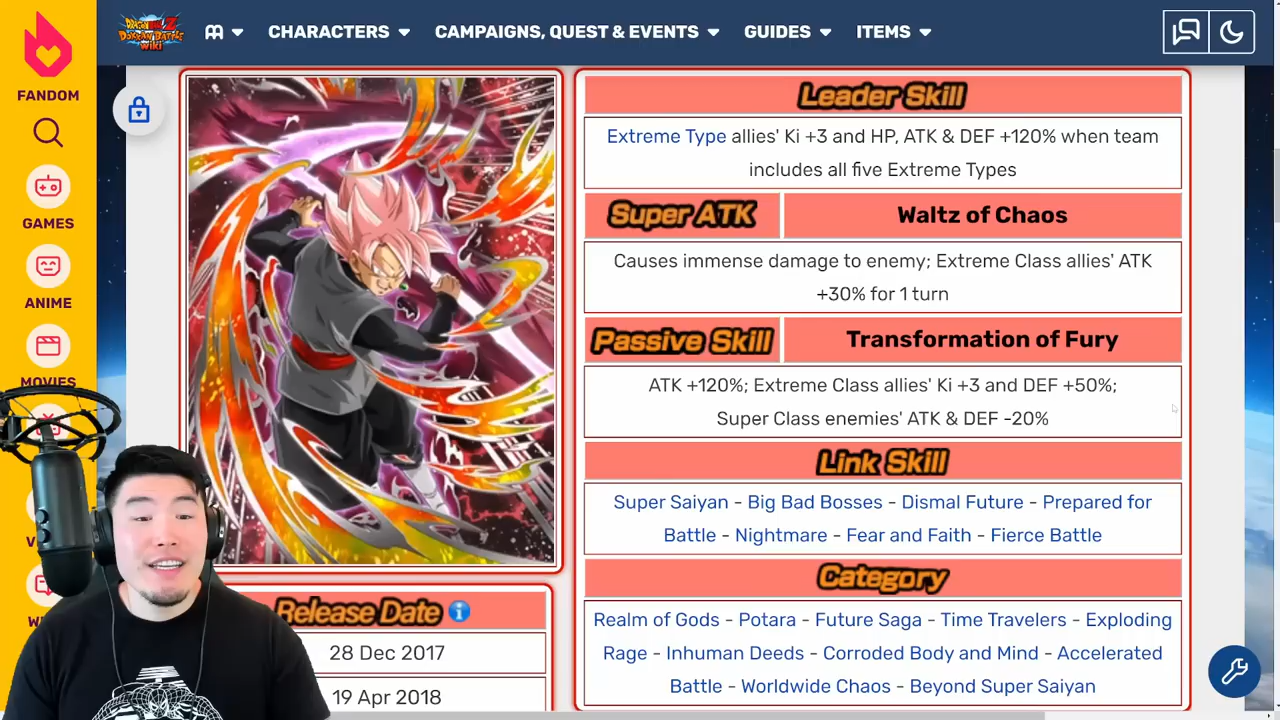 DRAGON BALL Z
DOKKAN BATTLE
WIKI
CHARACTERS
CAMPAIGNS, QUEST & EVENTS
GUIDES
ITEMS
FANDOM
GAMES
ANIME
MOVIES
Leader Skill
Extreme Type allies' Ki +3 and HP, ATK & DEF +120% when team
includes all five Extreme Types
Super ATK
Waltz of Chaos
Causes immense damage to enemy; Extreme Class allies' ATK
+30% for 1 turn
Passive Skill
Transformation of Fury
ATK +120%; Extreme Class allies' Ki +3 and DEF +50%;
Super Class enemies' ATK & DEF -20%
Link Skill
Super Saiyan - Big Bad Bosses - Dismal Future - Prepared for
Battle - Nightmare - Fear and Faith - Fierce Battle
Category
Realm of Gods - Potara - Future Saga - Time Travelers - Exploding
Rage - Inhuman Deeds - Corroded Body and Mind - Accelerated
Battle - Worldwide Chaos - Beyond Super Saiyan
Release Date
28 Dec 2017
19 Apr 2018